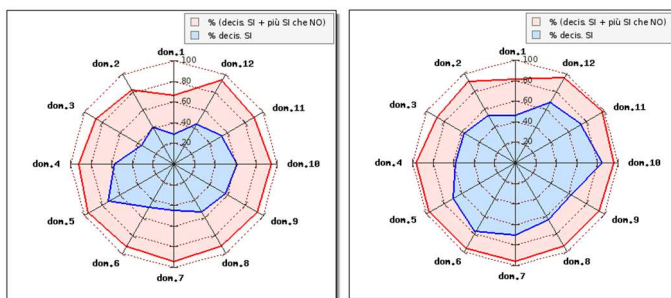 % (decis. SI + più SI che NO)
% decis. SI
dom.1
dom.2
dom.3
dom.4
dom.5
dom.6
dom.7
dom.8
dom.9
dom.10
dom.11
dom.12
100
80
60
40
20
% (decis. SI + più SI che NO)
% decis. SI
dom.1
dom.2
dom.3
dom.4
dom.5
dom.6
dom.7
dom.8
dom.9
dom.10
dom.11
dom.12
100
80
60
40
20